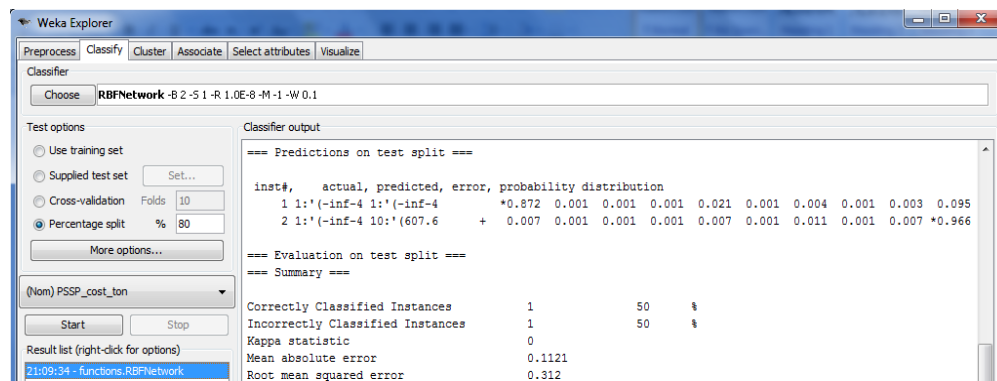 Weka Explorer
Preprocess Classify Cluster Associate Select attributes Visualize
Classifier
Choose RBFNetwork -B 2 -S 1 -R 1.0E-8 -M -1 -W 0.1
Test options
Use training set
Supplied test set Set...
Cross-validation Folds 10
Percentage split % 80
More options...
(Nom) PSSP_cost_ton
Start Stop
Result list (right-click for options)
21:09:34 - functions.RBFNetwork
Classifier output
=== Predictions on test split ===
inst#, actual, predicted, error, probability distribution
1 1:'(-inf-4 1:'(-inf-4 *0.872 0.001 0.001 0.001 0.021 0.001 0.004 0.001 0.003 0.095
2 1:'(-inf-4 10:'(607.6 + 0.007 0.001 0.001 0.001 0.007 0.001 0.011 0.001 0.007 *0.966
=== Evaluation on test split ===
=== Summary ===
Correctly Classified Instances 1 50 %
Incorrectly Classified Instances 1 50 %
Kappa statistic 0
Mean absolute error 0.1121
Root mean squared error 0.312